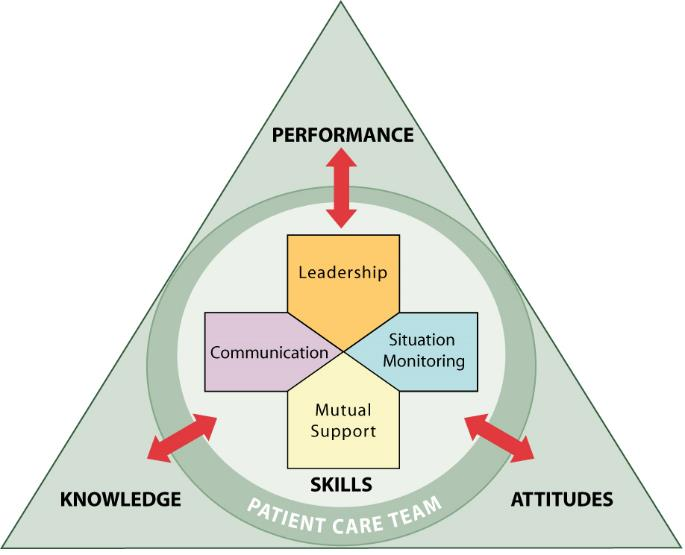 PERFORMANCE
Leadership
Communication
Situation
Monitoring
Mutual
Support
SKILLS
KNOWLEDGE
PATIENT CARE TEAM
ATTITUDES